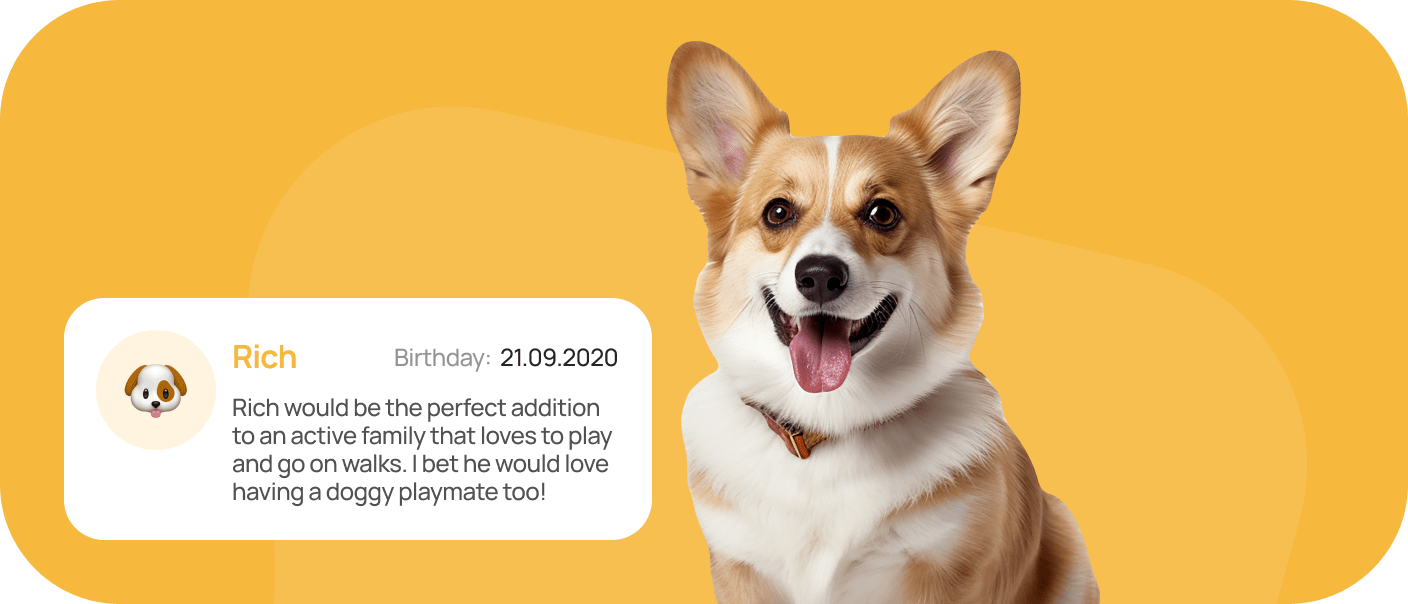 Rich
Birthday: 21.09.2020
Rich would be the perfect addition
to an active family that loves to play
and go on walks. I bet he would love
having a doggy playmate too!